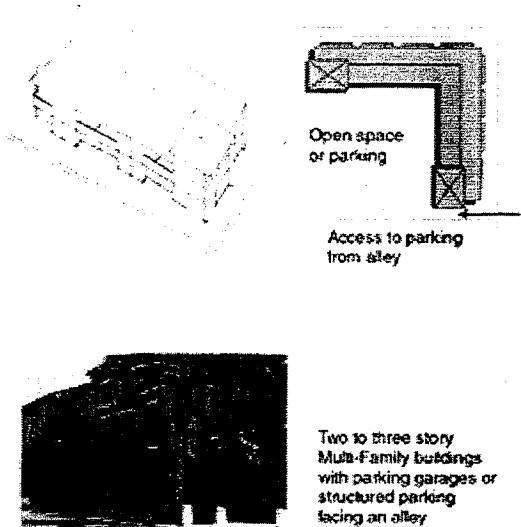 Open space
or parking
Access to parking
from alley
Two to three story
Multi-Family buildings
with parking garages or
structured parking
facing an alley